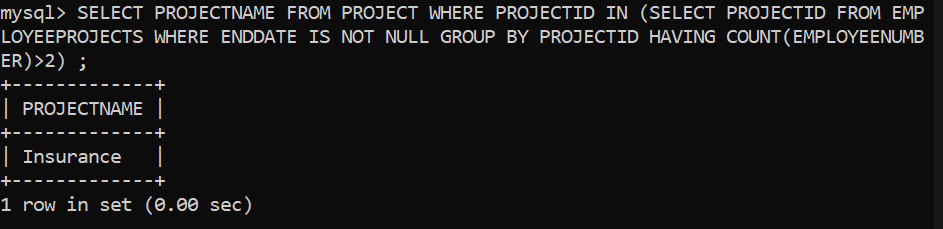 mysql> SELECT PROJECTNAME FROM PROJECT WHERE PROJECTID IN (SELECT PROJECTID FROM EMP
LOYEEPROJECTS WHERE ENDDATE IS NOT NULL GROUP BY PROJECTID HAVING COUNT(EMPLOYEENUMB
ER)>2) ;
+-------------+
| PROJECTNAME |
+-------------+
| Insurance   |
+-------------+
1 row in set (0.00 sec)